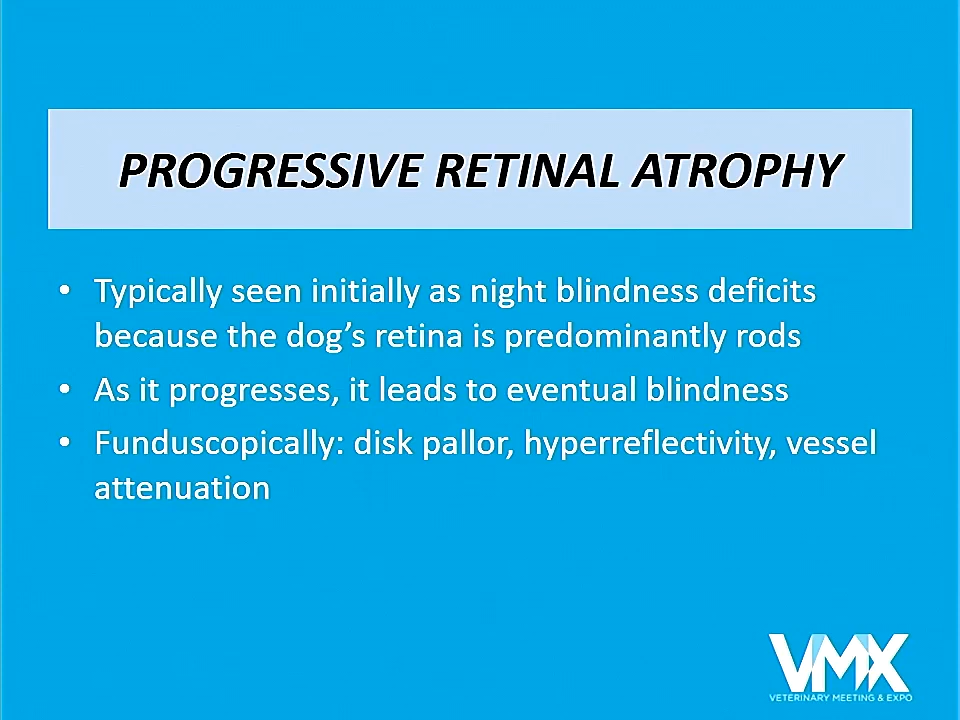 PROGRESSIVE RETINAL ATROPHY
• Typically seen initially as night blindness deficits
because the dog's retina is predominantly rods
• As it progresses, it leads to eventual blindness
• Funduscopically: disk pallor, hyperreflectivity, vessel
attenuation
VMX
VETERINARY MEETING & EXPO